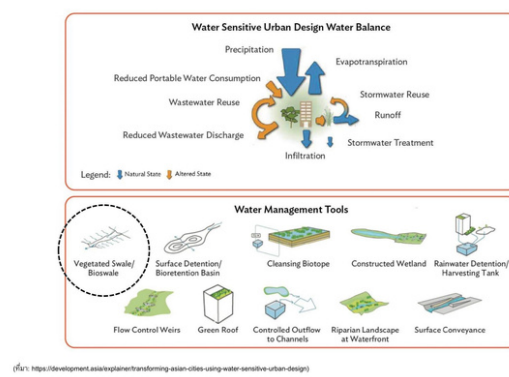 Water Sensitive Urban Design Water Balance
Precipitation
Evapotranspiration
Reduced Portable Water Consumption
Stormwater Reuse
Wastewater Reuse
Runoff
Reduced Wastewater Discharge
Stormwater Treatment
Infiltration
Legend: Natural State Altered State
Water Management Tools
Vegetated Swale/
Bioswale
Surface Detention/
Bioretention Basin
Cleansing Biotope
Constructed Wetland
Rainwater Detention/
Harvesting Tank
Flow Control Weirs
Green Roof
Controlled Outflow
to Channels
Riparian Landscape
at Waterfront
Surface Conveyance
(ที่มา: https://development.asia/explainer/transforming-asian-cities-using-water-sensitive-urban-design)